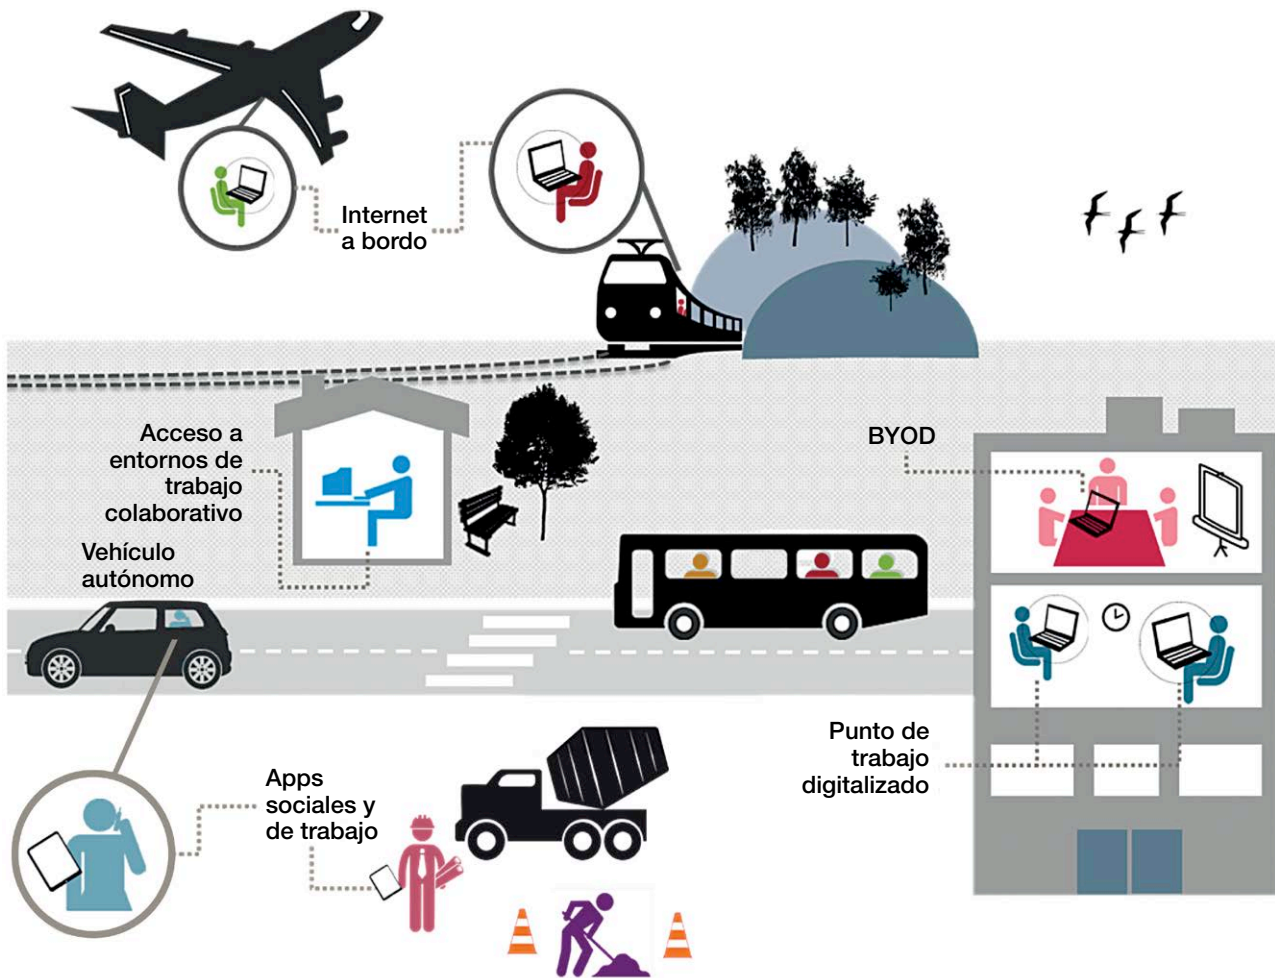 Internet
a bordo
Acceso a
entornos de
trabajo
colaborativo
BYOD
Vehículo
autónomo
Punto de
trabajo
digitalizado
Apps
sociales y
de trabajo